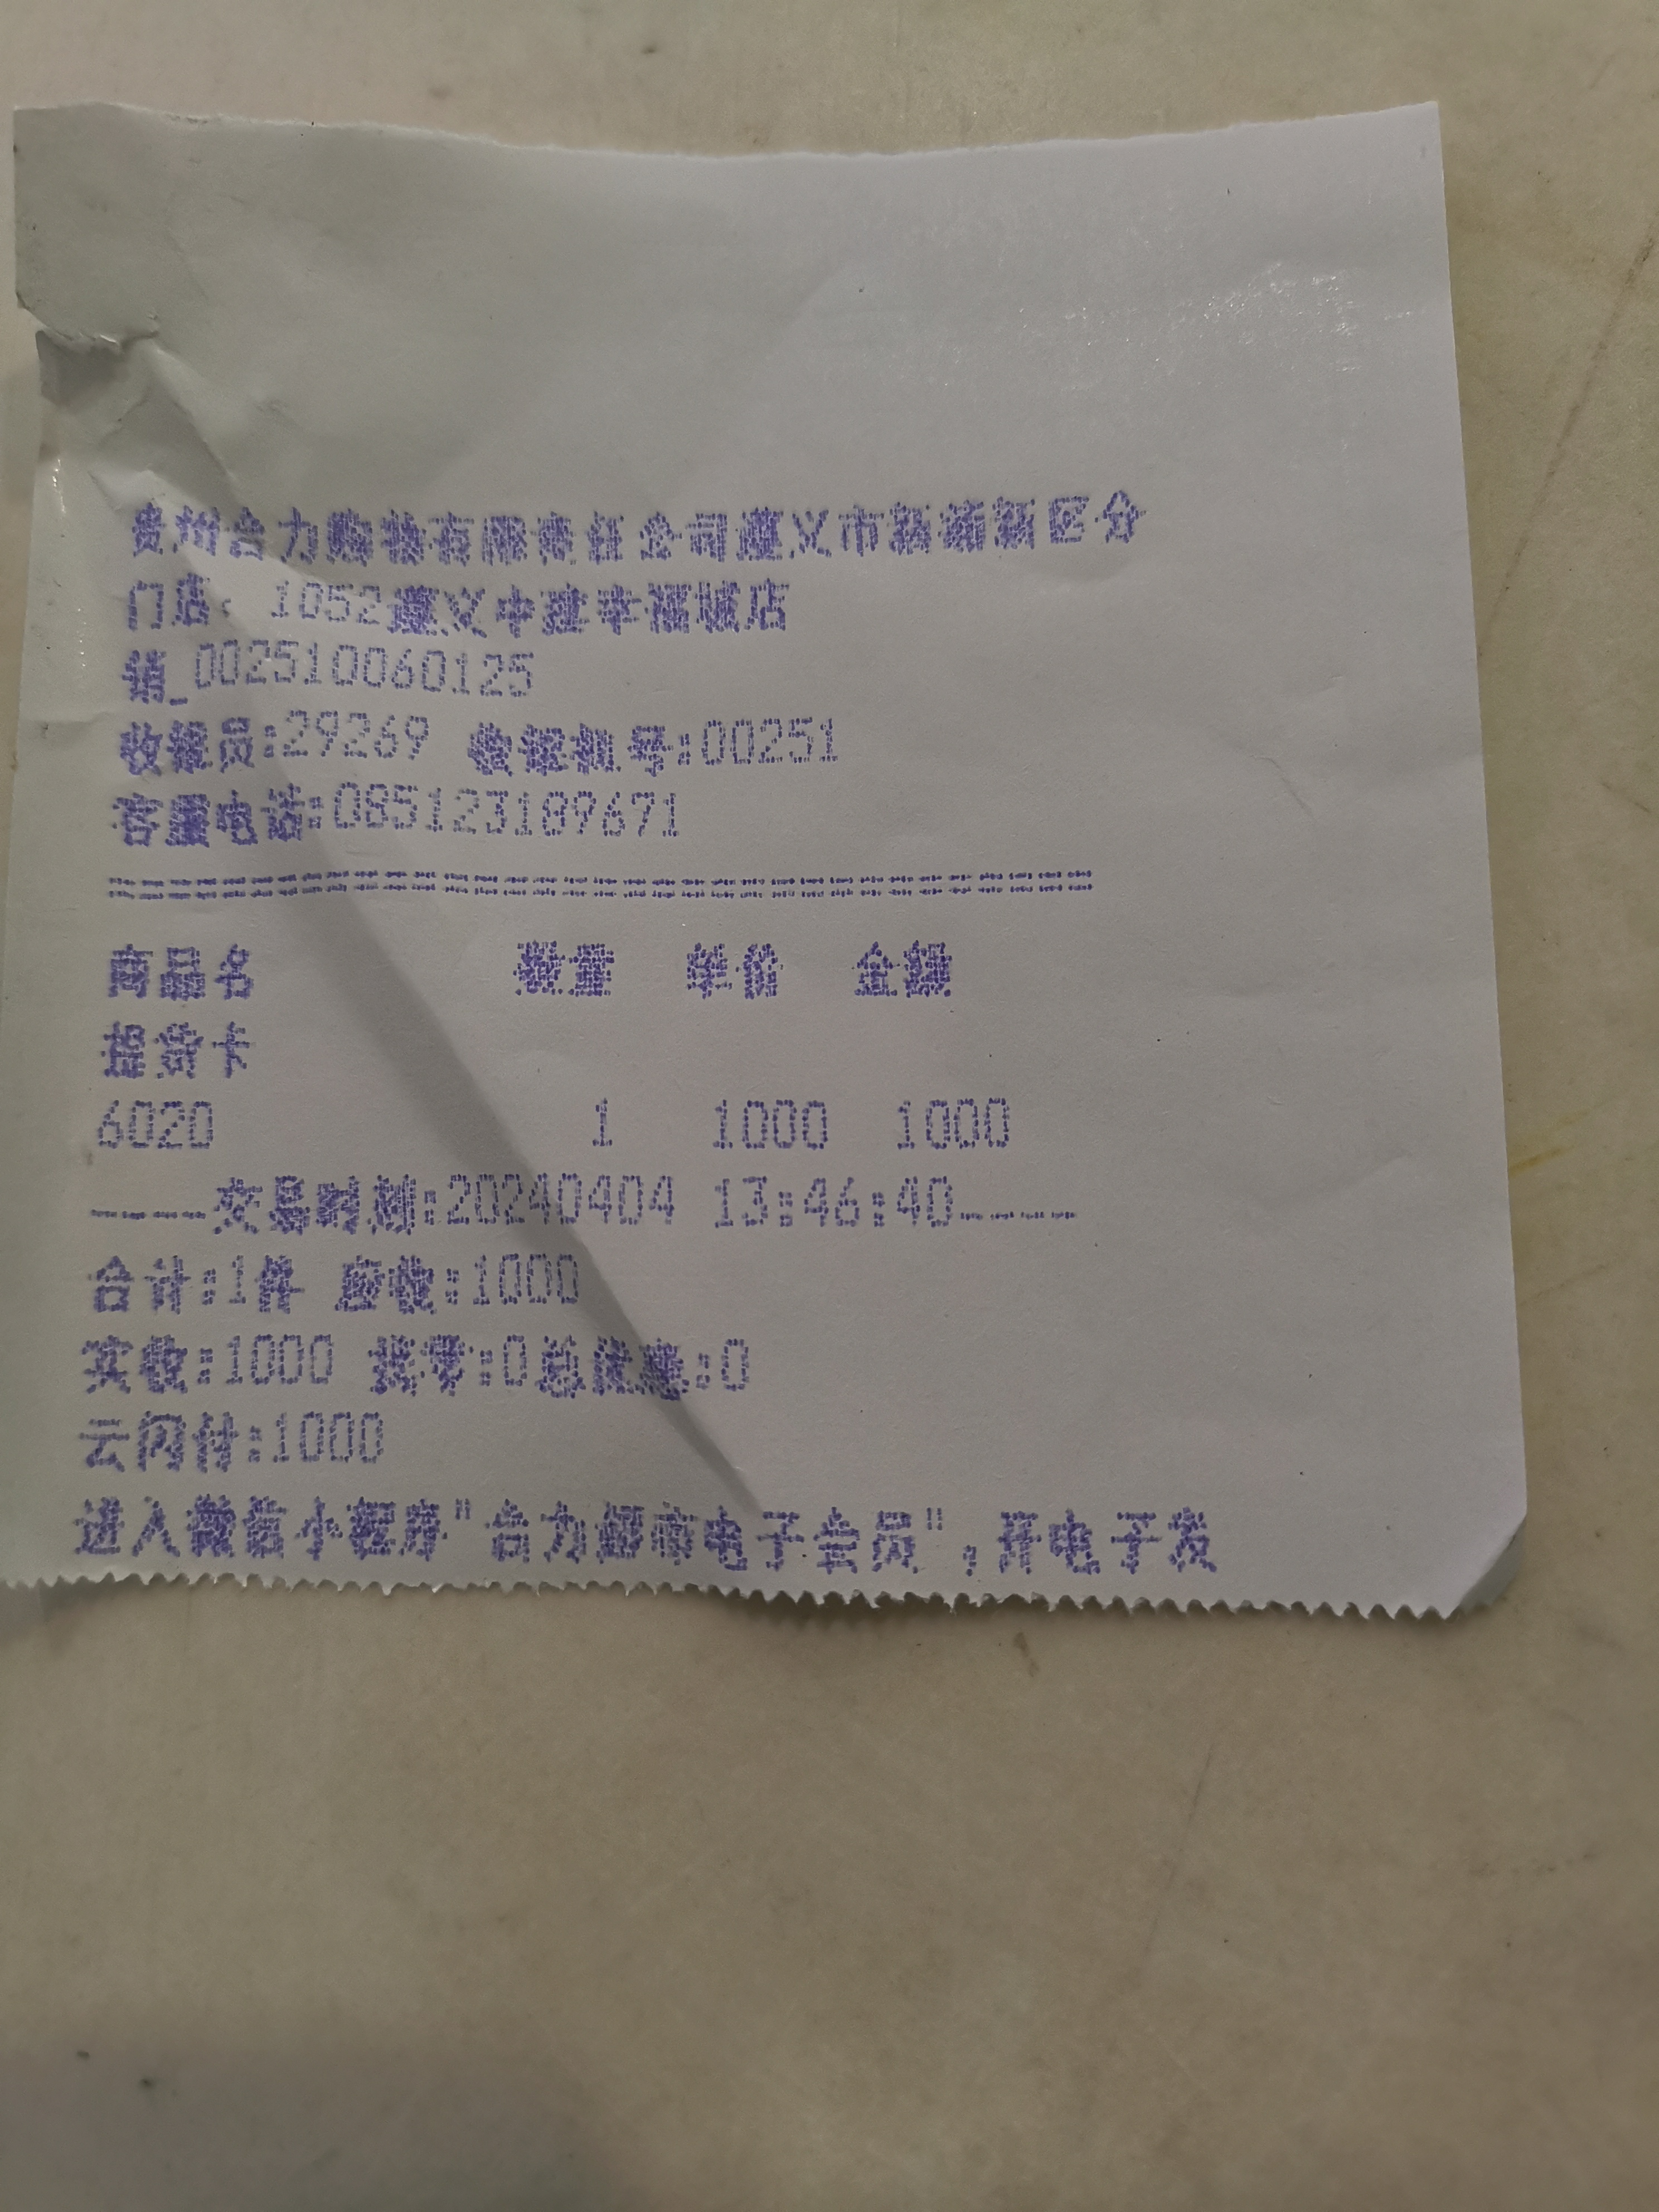 贵州合力购物有限责任公司遵义市新蒲新区分
门店: 1052遵义中建幸福城店
销_002510060125
收银员:29269 收银机号:00251
客服电话:085123189671
商品名 数量 单价 金额
提货卡
6020 1 1000 1000
----交易时间:20240404 13:46:40-----
合计:1件 应收:1000
实收:1000 找零:0总优惠:0
云闪付:1000
进入微信小程序"合力超市电子会员",开电子发